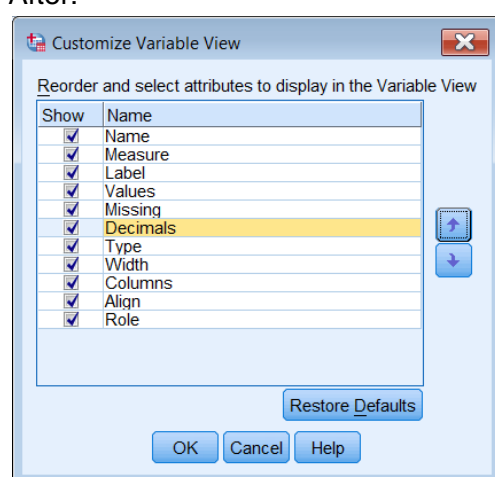 After:
Customize Variable View
Reorder and select attributes to display in the Variable View
Show Name
Name
Measure
Label
Values
Missing
Decimals
Type
Width
Columns
Align
Role
Restore Defaults
OK Cancel Help